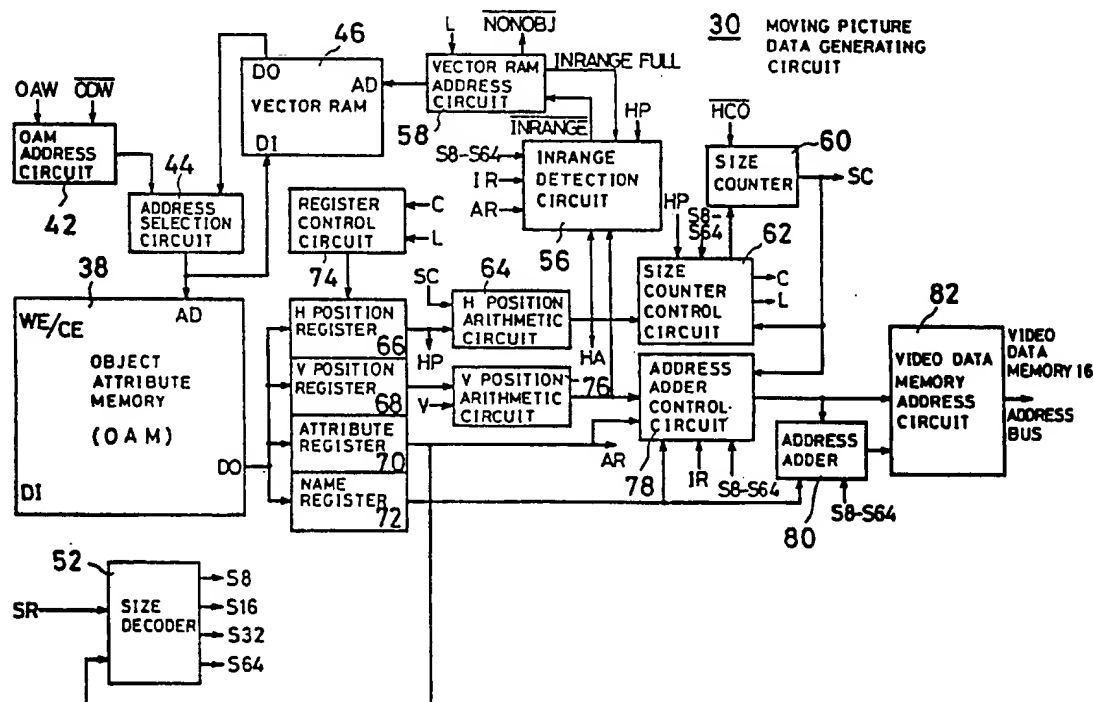 30 MOVING PICTURE
DATA GENERATING
CIRCUIT
46
DO
VECTOR RAM
AD
DI
L
NONOBJ
VECTOR RAM
ADDRESS
CIRCUIT
58
INRANGE FULL
INRANGE
HP
OAW
ODW
OAM
ADDRESS
CIRCUIT
42
44
ADDRESS
SELECTION
CIRCUIT
REGISTER
CONTROL
CIRCUIT
74
C
L
S8-S64
IR
AR
INRANGE
DETECTION
CIRCUIT
56
HCO
60
SIZE
COUNTER
SC
HP
S8-
S64
62
SIZE
COUNTER
CONTROL
CIRCUIT
C
L
38
WE/CE
AD
OBJECT
ATTRIBUTE
MEMORY
(OAM)
DO
DI
H POSITION
REGISTER
66
V POSITION
REGISTER
68
ATTRIBUTE
REGISTER
70
NAME
REGISTER
72
SC
64
H POSITION
ARITHMETIC
CIRCUIT
HP
HA
V
V POSITION
ARITHMETIC
CIRCUIT
76
ADDRESS
ADDER
CONTROL
CIRCUIT
78
AR
IR
S8-S64
ADDRESS
ADDER
80
S8-S64
82
VIDEO DATA
MEMORY
ADDRESS
CIRCUIT
VIDEO
DATA
MEMORY 16
ADDRESS
BUS
52
SR
SIZE
DECODER
S8
S16
S32
S64